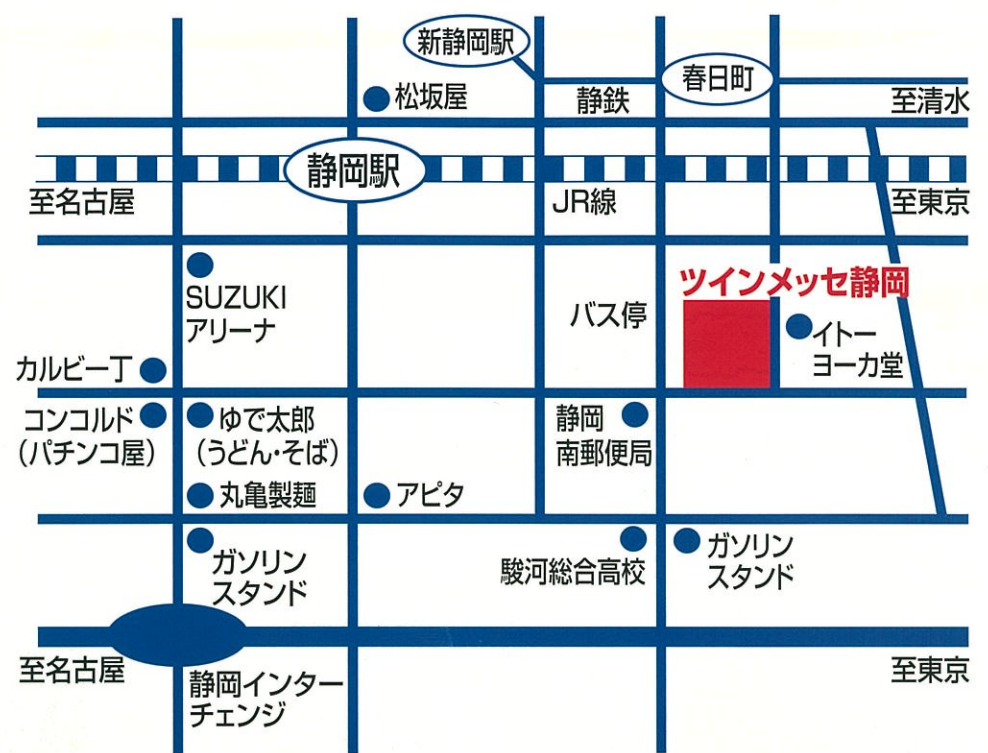 新静岡駅
春日町
松坂屋
静鉄
至清水
静岡駅
至名古屋
JR線
至東京
ツインメッセ静岡
SUZUKI
アリーナ
バス停
イトー
ヨーカ堂
カルビー丁
コンコルド
（パチンコ屋）
ゆで太郎
（うどん・そば）
静岡
南郵便局
丸亀製麺
アピタ
ガソリン
スタンド
駿河総合高校
ガソリン
スタンド
至名古屋
静岡インター
チェンジ
至東京